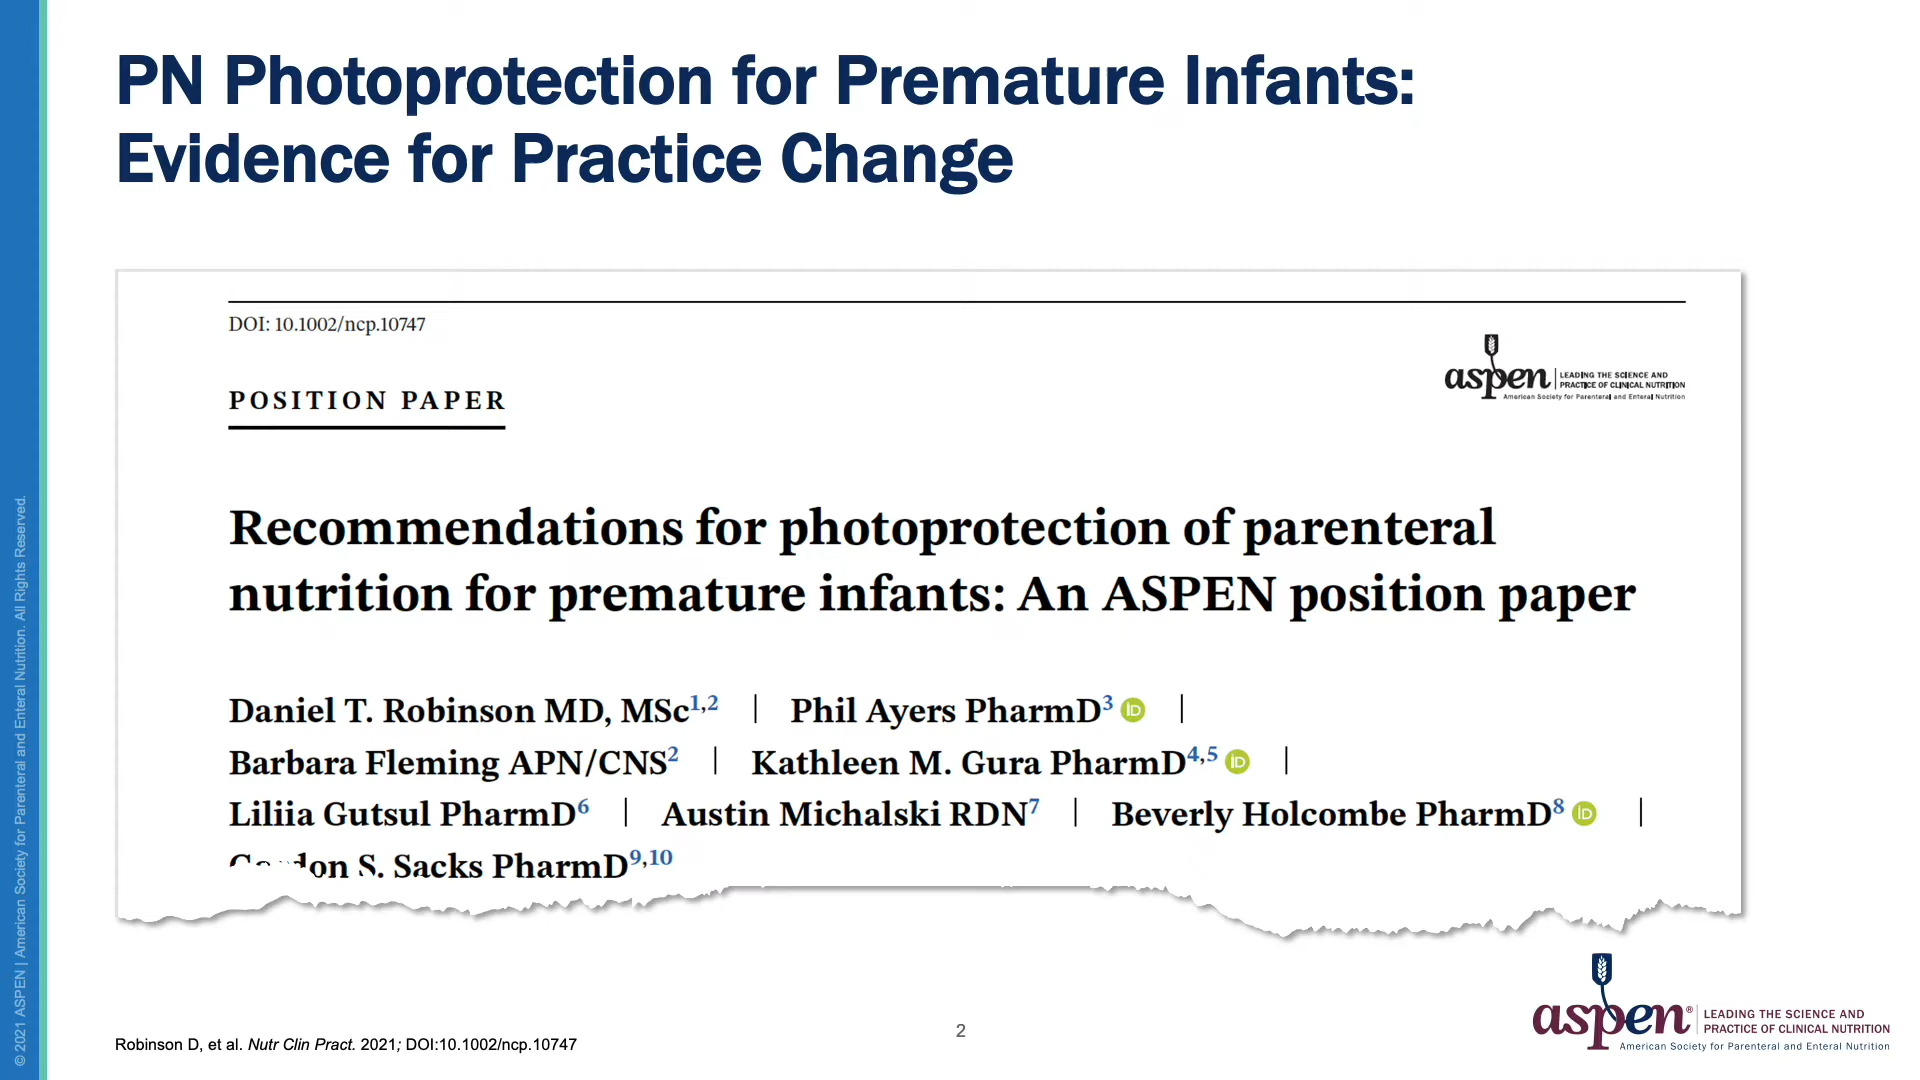 PN Photoprotection for Premature Infants:
Evidence for Practice Change
DOI: 10.1002/ncp.10747
aspen LEADING THE SCIENCE AND
PRACTICE OF CLINICAL NUTRITION
American Society for Parenteral and Enteral Nutrition
POSITION PAPER
Recommendations for photoprotection of parenteral
nutrition for premature infants: An ASPEN position paper
Daniel T. Robinson MD, MSc1,2 | Phil Ayers PharmD3 iD |
Barbara Fleming APN/CNS2 | Kathleen M. Gura PharmD4,5 iD |
Liliia Gutsul PharmD6 | Austin Michalski RDN7 | Beverly Holcombe PharmD8 iD |
Gordon S. Sacks PharmD9,10
© 2021 ASPEN | American Society for Parenteral and Enteral Nutrition. All Rights Reserved.
Robinson D, et al. Nutr Clin Pract. 2021; DOI:10.1002/ncp.10747
2
aspen® LEADING THE SCIENCE AND
PRACTICE OF CLINICAL NUTRITION
American Society for Parenteral and Enteral Nutrition